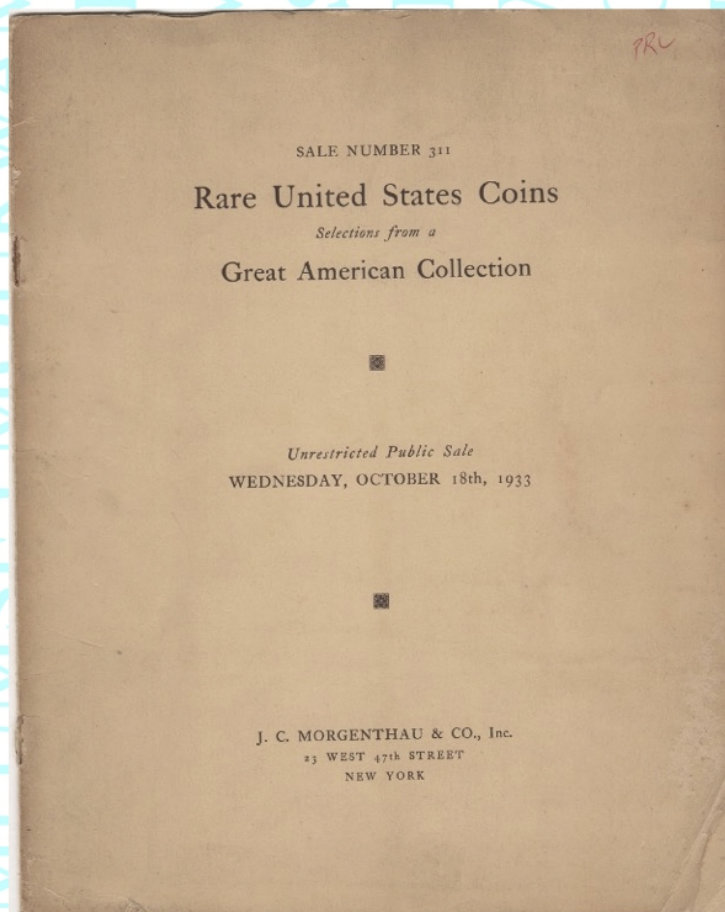 SALE NUMBER 311
Rare United States Coins
Selections from a
Great American Collection
Unrestricted Public Sale
WEDNESDAY, OCTOBER 18th, 1933
J. C. MORGENTHAU & CO., Inc.
23 WEST 47th STREET
NEW YORK